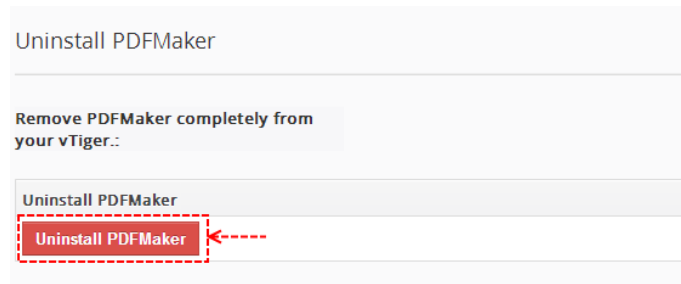 Uninstall PDFMaker
Remove PDFMaker completely from
your vTiger.:
Uninstall PDFMaker
Uninstall PDFMaker